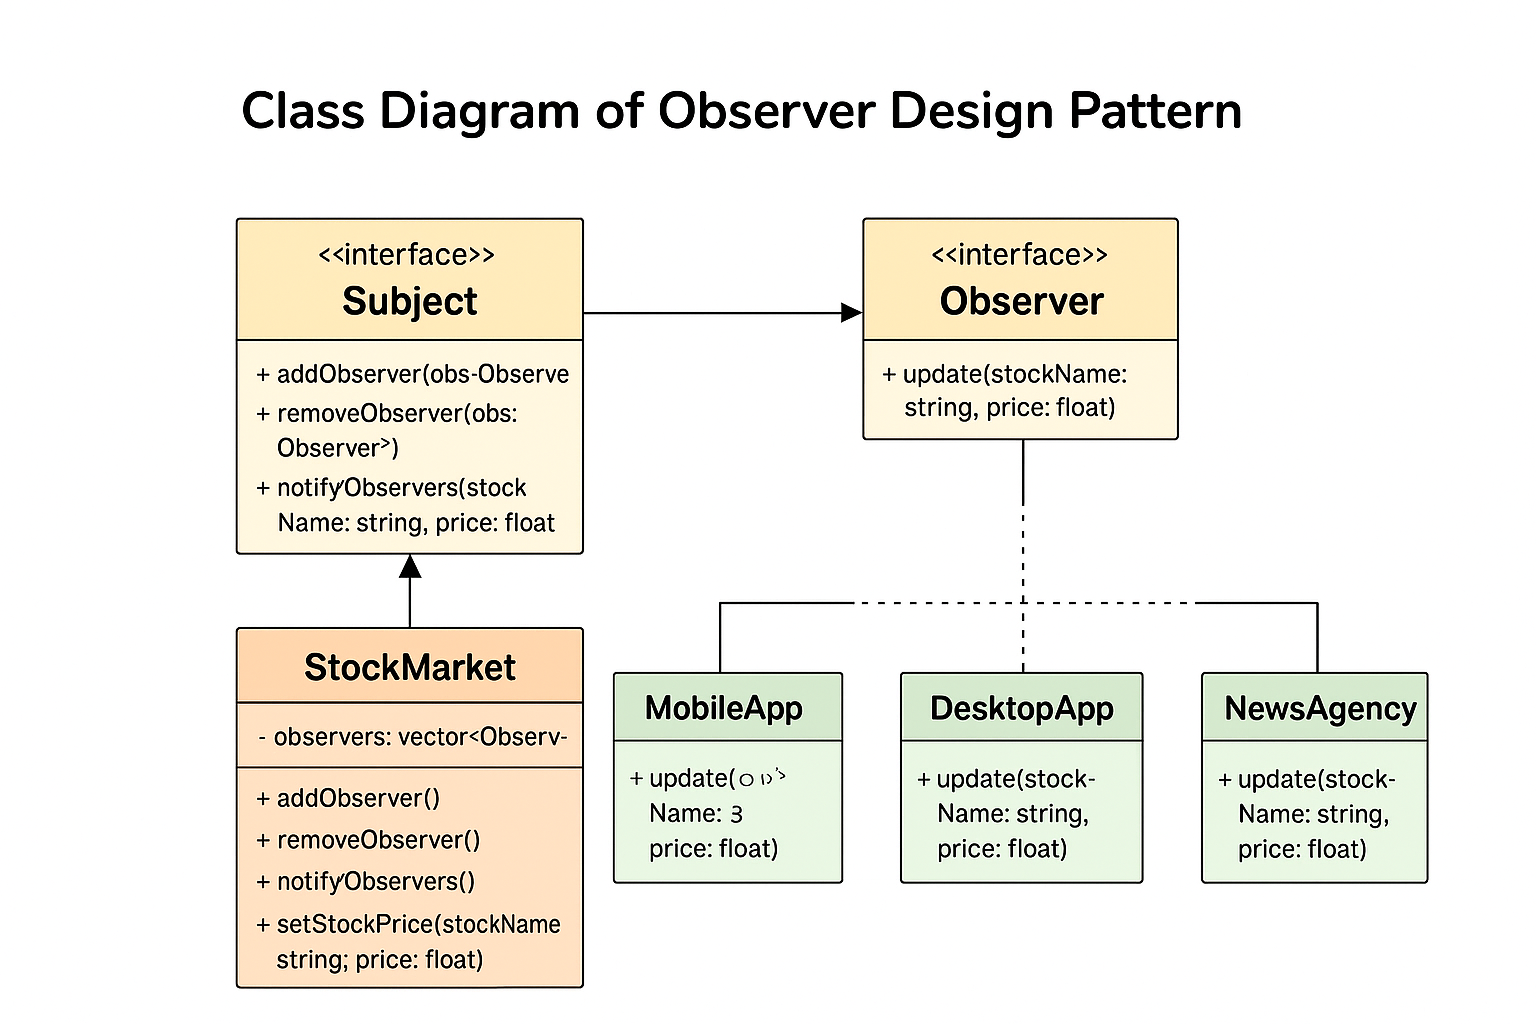 Class Diagram of Observer Design Pattern
<<interface>>
Subject
+ addObserver(obs-Observe
+ removeObserver(obs:
Observer>)
+ notifyObservers(stock
Name: string, price: float
<<interface>>
Observer
+ update(stockName:
string, price: float)
StockMarket
- observers: vector<Observ-
+ addObserver()
+ removeObserver()
+ notifyObservers()
+ setStockPrice(stockName
string; price: float)
MobileApp
+ update(
Name: 3
price: float)
DesktopApp
+ update(stock-
Name: string,
price: float)
NewsAgency
+ update(stock-
Name: string,
price: float)